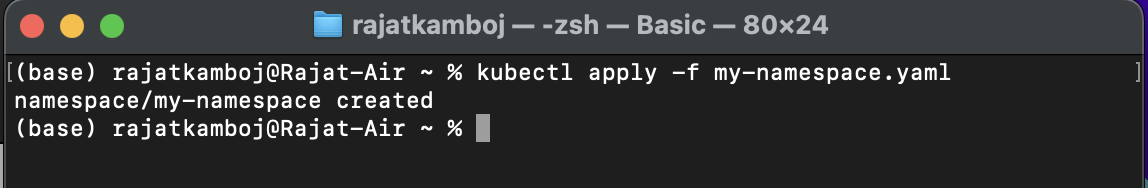 rajatkamboj — -zsh — Basic — 80×24
[(base) rajatkamboj@Rajat-Air ~ % kubectl apply -f my-namespace.yaml ]
namespace/my-namespace created
(base) rajatkamboj@Rajat-Air ~ %